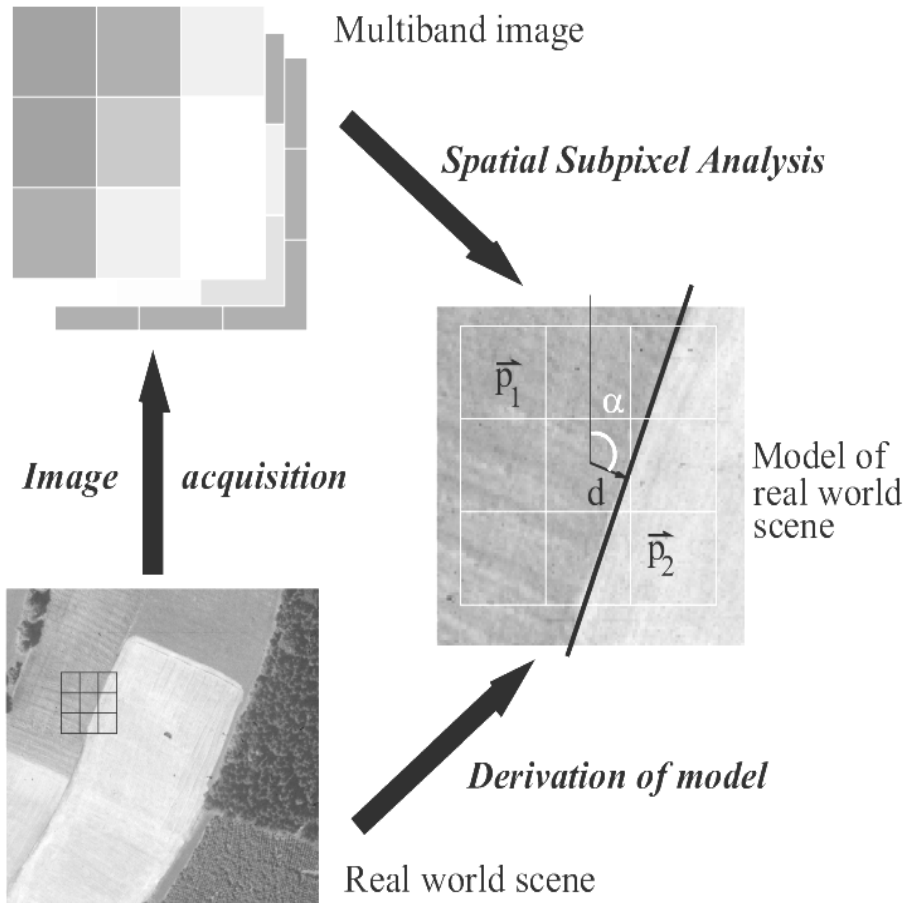 Multiband image
Spatial Subpixel Analysis
p₁
α
d
p₂
Model of
real world
scene
Image acquisition
Derivation of model
Real world scene